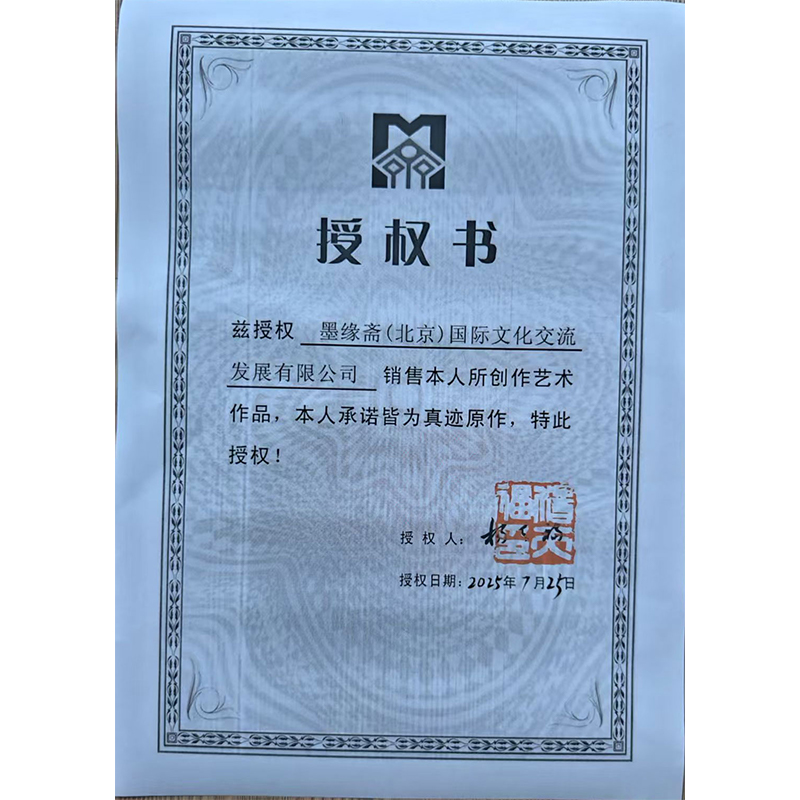 授权书
兹授权 墨缘斋(北京)国际文化交流
发展有限公司 销售本人所创作艺术
作品，本人承诺皆为真迹原作，特此
授权！
授权人：
授权日期：2025年7月25日